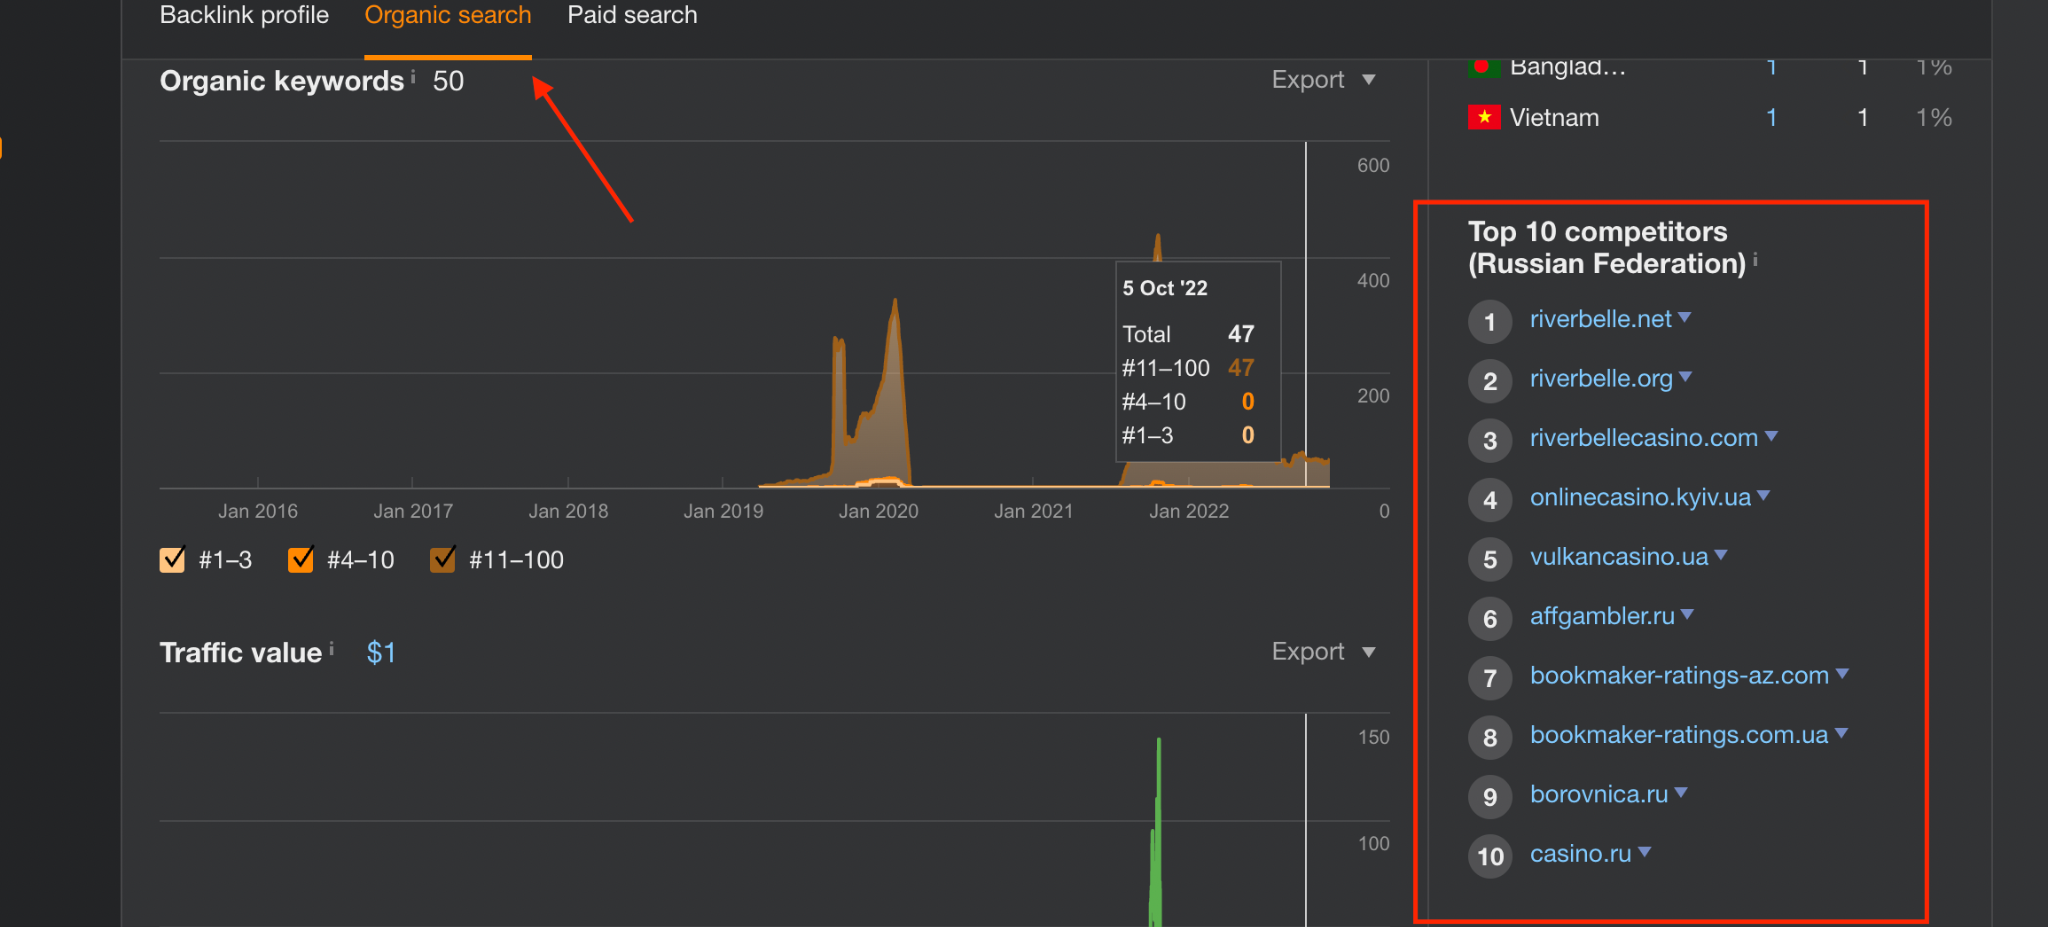 Backlink profile
Organic search
Paid search
Organic keywords i 50
Export
600
400
200
0
5 Oct '22
Total 47
#11–100 47
#4–10 0
#1–3 0
Jan 2016
Jan 2017
Jan 2018
Jan 2019
Jan 2020
Jan 2021
Jan 2022
#1–3
#4–10
#11–100
Traffic value i $1
Export
150
100
Banglad... 1 1 1%
Vietnam 1 1 1%
Top 10 competitors
(Russian Federation) i
1 riverbelle.net
2 riverbelle.org
3 riverbellecasino.com
4 onlinecasino.kyiv.ua
5 vulkancasino.ua
6 affgambler.ru
7 bookmaker-ratings-az.com
8 bookmaker-ratings.com.ua
9 borovnica.ru
10 casino.ru